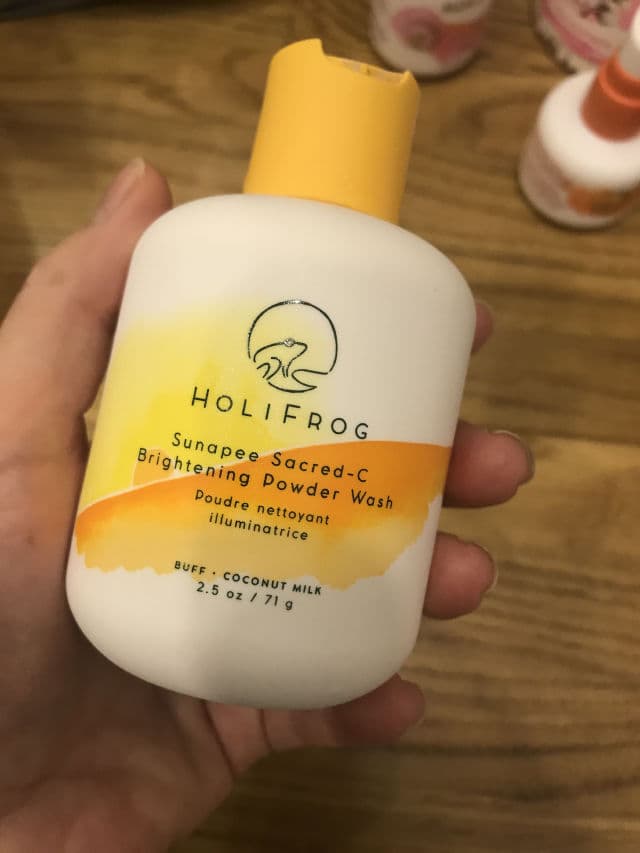 HOLIFROG
Sunapee Sacred-C
Brightening Powder Wash
Poudre nettoyant
illuminatrice
BUFF · COCONUT MILK
2.5 oz / 71 g